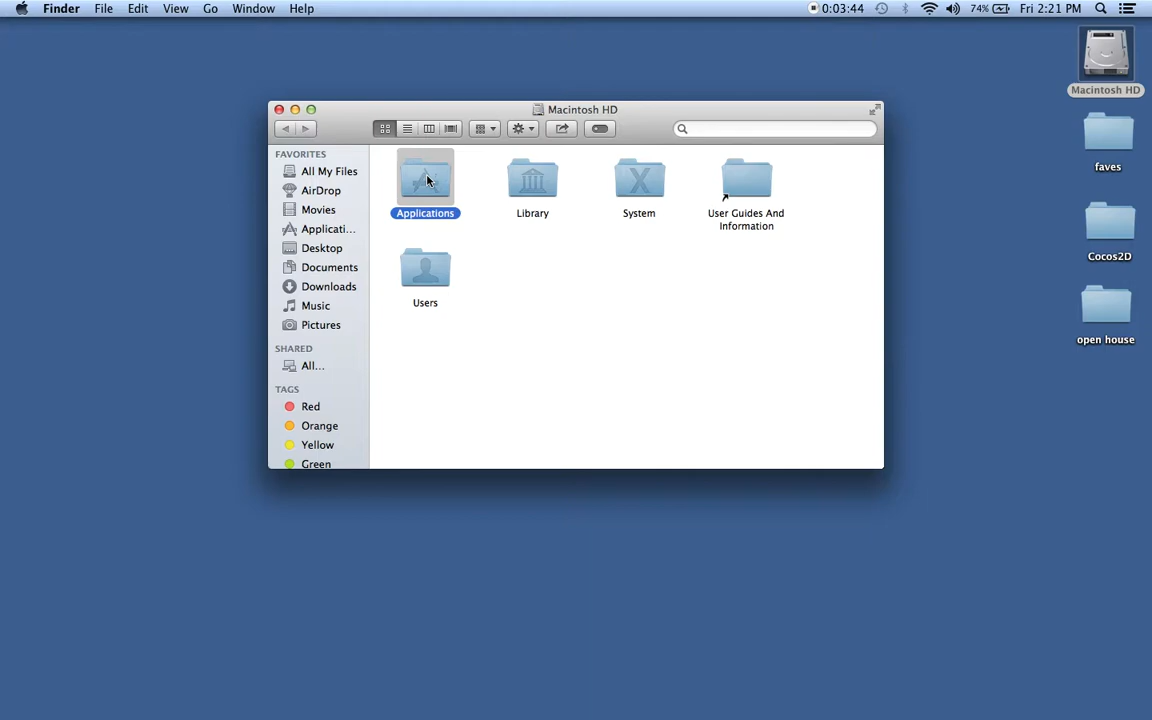 Finder File Edit View Go Window Help 0:03:44 74% Fri 2:21 PM
Macintosh HD
Macintosh HD
faves
Cocos2D
open house
FAVORITES
All My Files
AirDrop
Movies
Applicati...
Desktop
Documents
Downloads
Music
Pictures
SHARED
All...
TAGS
Red
Orange
Yellow
Green
Applications
Library
System
User Guides And
Information
Users